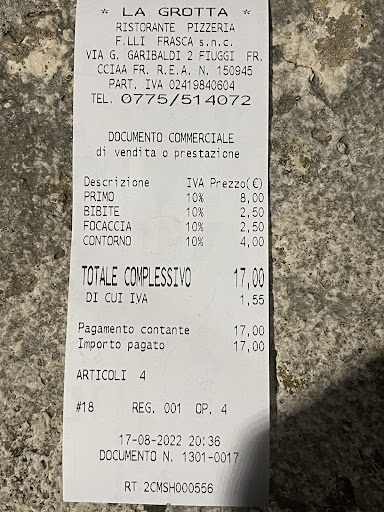 * LA GROTTA *
RISTORANTE PIZZERIA
F.LLI FRASCA s.n.c.
VIA G. GARIBALDI 2 FIUGGI FR.
CCIAA FR. R.E.A. N. 150945
PART. IVA 02419840604
TEL. 0775/514072
DOCUMENTO COMMERCIALE
di vendita o prestazione
Descrizione IVA Prezzo(€)
PRIMO 10% 8,00
BIBITE 10% 2,50
FOCACCIA 10% 2,50
CONTORNO 10% 4,00
TOTALE COMPLESSIVO 17,00
DI CUI IVA 1,55
Pagamento contante 17,00
Importo pagato 17,00
ARTICOLI 4
#18 REG. 001 OP. 4
17-08-2022 20:36
DOCUMENTO N. 1301-0017
RT 2CMSH000556